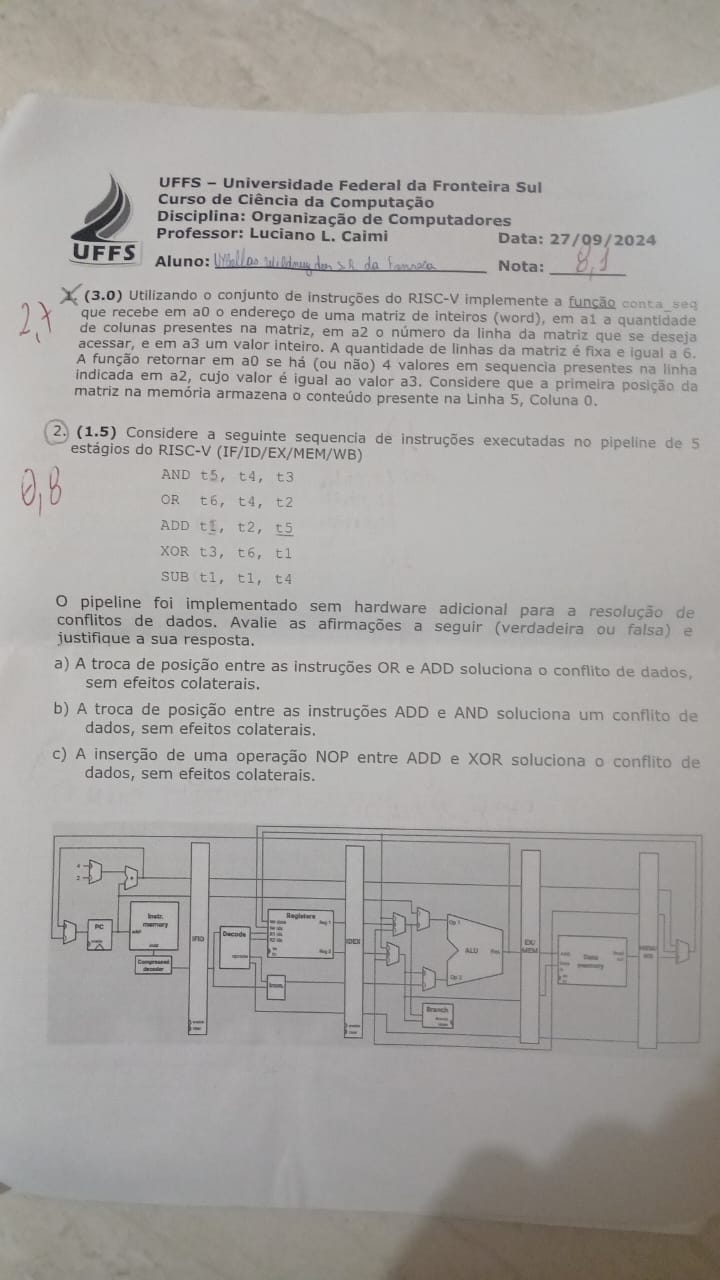 UFFS – Universidade Federal da Fronteira Sul
Curso de Ciência da Computação
Disciplina: Organização de Computadores
Professor: Luciano L. Caimi Data: 27/09/2024
UFFS
Aluno: da Nota: 8,1
2,7
1. (3.0) Utilizando o conjunto de instruções do RISC-V implemente a função conta_seq
que recebe em a0 o endereço de uma matriz de inteiros (word), em a1 a quantidade
de colunas presentes na matriz, em a2 o número da linha da matriz que se deseja
acessar, e em a3 um valor inteiro. A quantidade de linhas da matriz é fixa e igual a 6.
A função retornar em a0 se há (ou não) 4 valores em sequencia presentes na linha
indicada em a2, cujo valor é igual ao valor a3. Considere que a primeira posição da
matriz na memória armazena o conteúdo presente na Linha 5, Coluna 0.
2. (1.5) Considere a seguinte sequencia de instruções executadas no pipeline de 5
estágios do RISC-V (IF/ID/EX/MEM/WB)
0,8
AND t5, t4, t3
OR t6, t4, t2
ADD t1, t2, t5
XOR t3, t6, t1
SUB t1, t1, t4
O pipeline foi implementado sem hardware adicional para a resolução de
conflitos de dados. Avalie as afirmações a seguir (verdadeira ou falsa) e
justifique a sua resposta.
a) A troca de posição entre as instruções OR e ADD soluciona o conflito de dados,
sem efeitos colaterais.
b) A troca de posição entre as instruções ADD e AND soluciona um conflito de
dados, sem efeitos colaterais.
c) A inserção de uma operação NOP entre ADD e XOR soluciona o conflito de
dados, sem efeitos colaterais.
4
2
PC
Instr.
memory
Compressed
decoder
IFID
Decode
Registers
Reg 1
Reg 2
Imm.
IDEX
Op 1
ALU
Res
Op 2
Branch
EX/
MEM
Data
memory